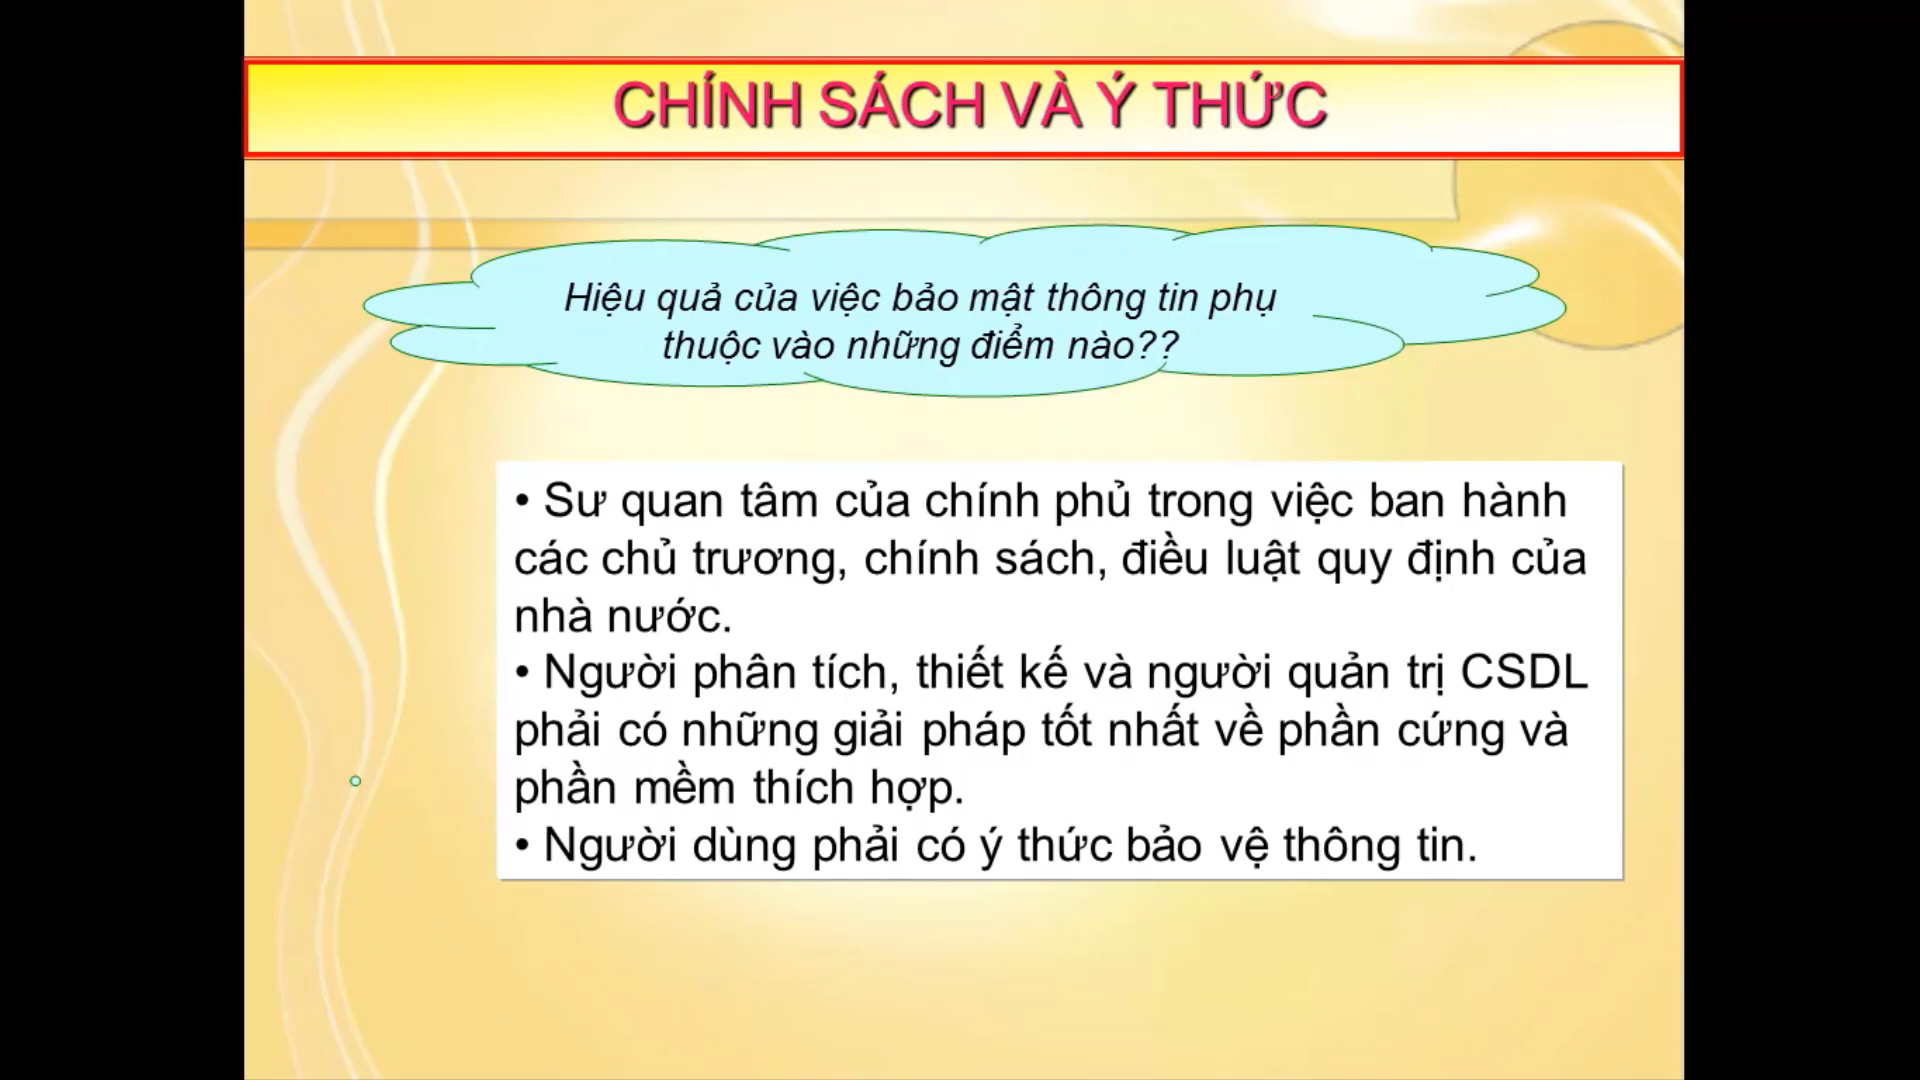 CHÍNH SÁCH VÀ Ý THỨC
Hiệu quả của việc bảo mật thông tin phụ
thuộc vào những điểm nào??
• Sư quan tâm của chính phủ trong việc ban hành
các chủ trương, chính sách, điều luật quy định của
nhà nước.
• Người phân tích, thiết kế và người quản trị CSDL
phải có những giải pháp tốt nhất về phần cứng và
phần mềm thích hợp.
• Người dùng phải có ý thức bảo vệ thông tin.